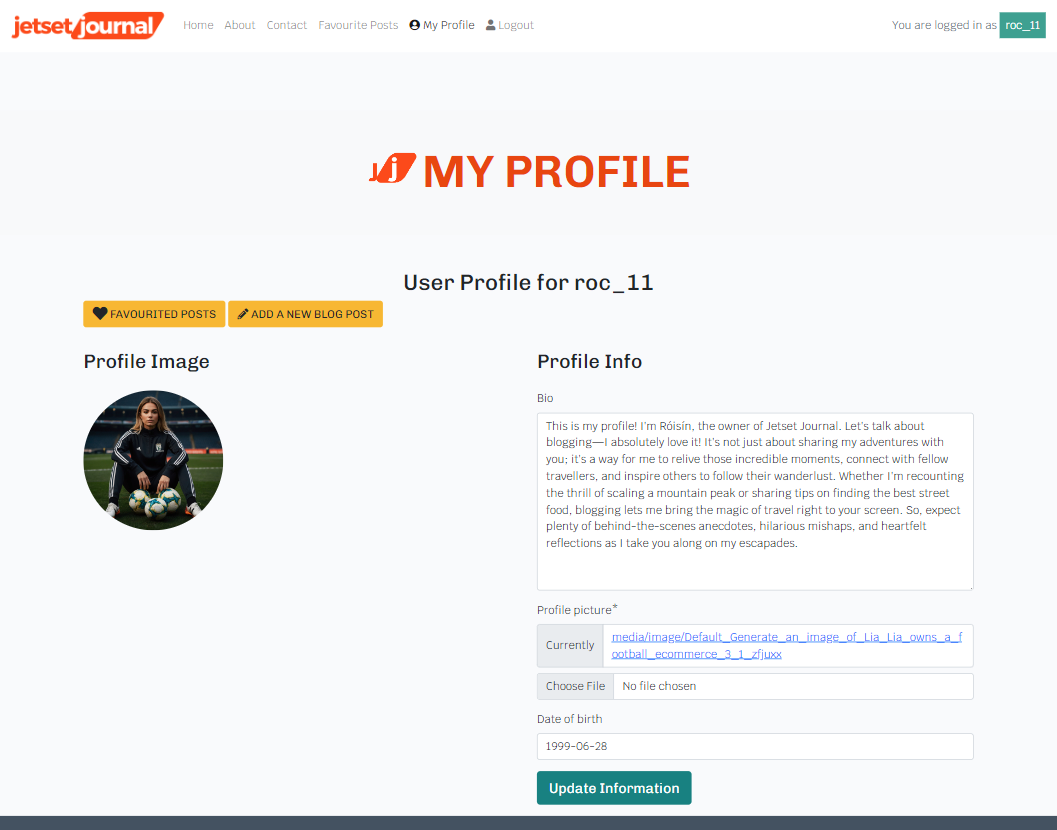 jetset journal Home About Contact Favourite Posts My Profile Logout You are logged in as roc_11
Jj MY PROFILE
User Profile for roc_11
FAVOURITED POSTS ADD A NEW BLOG POST
Profile Image
Profile Info
Bio
This is my profile! I'm Róisín, the owner of Jetset Journal. Let's talk about
blogging—I absolutely love it! It's not just about sharing my adventures with
you; it's a way for me to relive those incredible moments, connect with fellow
travellers, and inspire others to follow their wanderlust. Whether I'm recounting
the thrill of scaling a mountain peak or sharing tips on finding the best street
food, blogging lets me bring the magic of travel right to your screen. So, expect
plenty of behind-the-scenes anecdotes, hilarious mishaps, and heartfelt
reflections as I take you along on my escapades.
Profile picture*
Currently media/image/Default_Generate_an_image_of_Lia_Lia_owns_a_f
ootball_ecommerce_3_1_zfjuxx
Choose File No file chosen
Date of birth
1999-06-28
Update Information